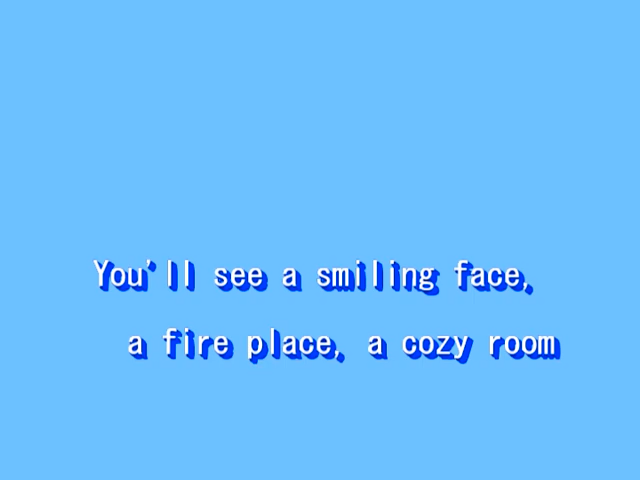 You'll see a smiling face,
a fire place, a cozy room